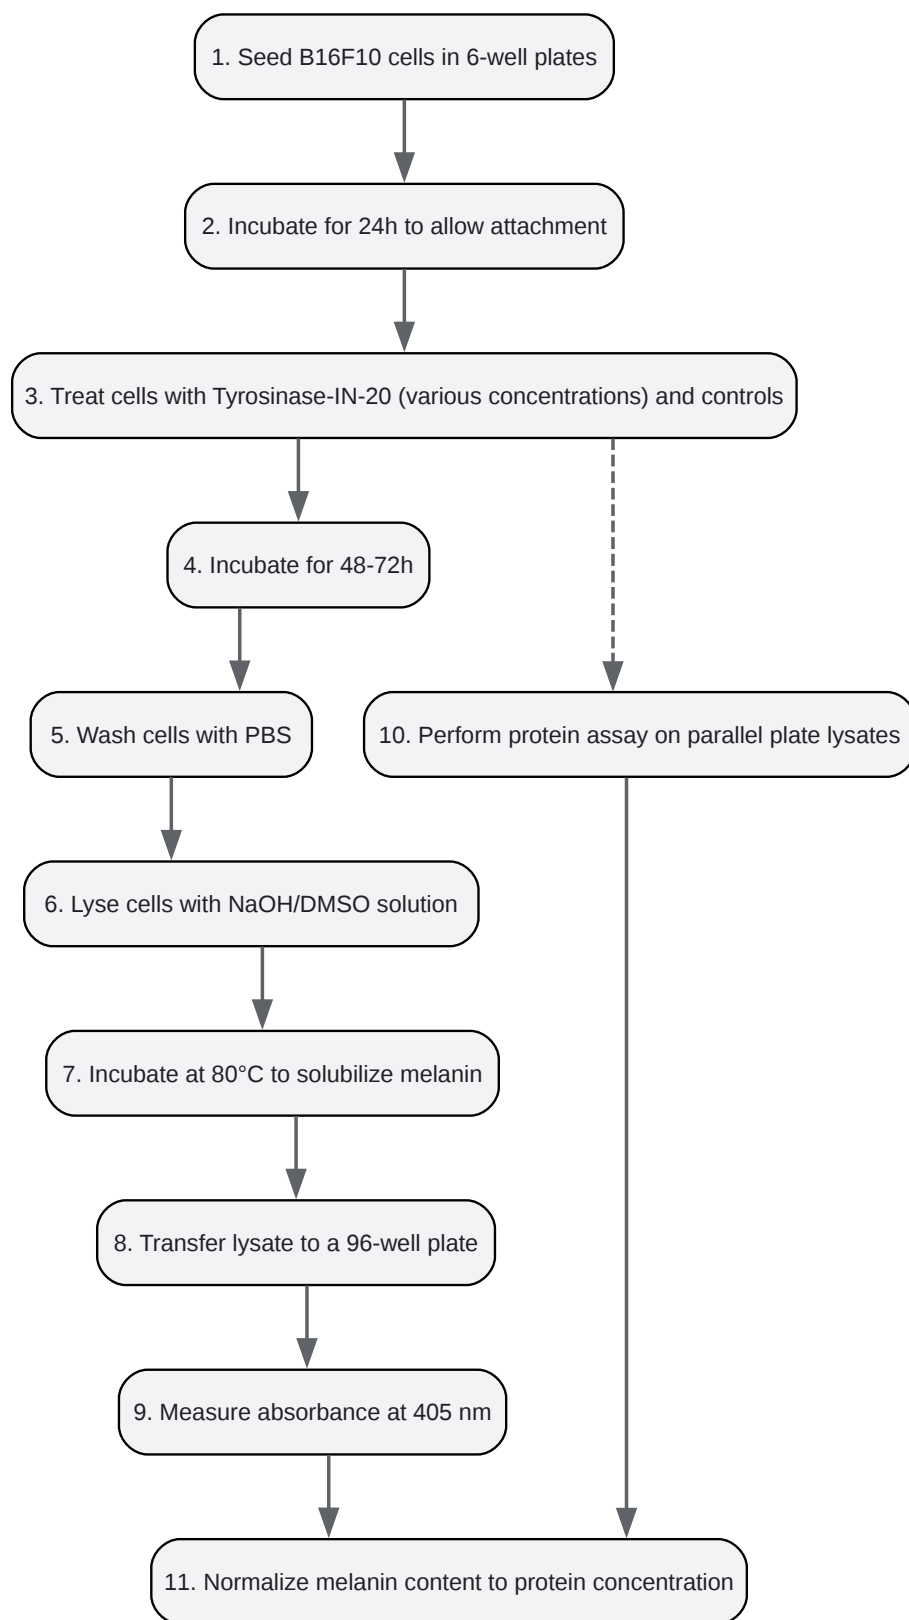 1. Seed B16F10 cells in 6-well plates
2. Incubate for 24h to allow attachment
3. Treat cells with Tyrosinase-IN-20 (various concentrations) and controls
4. Incubate for 48-72h
5. Wash cells with PBS
10. Perform protein assay on parallel plate lysates
6. Lyse cells with NaOH/DMSO solution
7. Incubate at 80°C to solubilize melanin
8. Transfer lysate to a 96-well plate
9. Measure absorbance at 405 nm
11. Normalize melanin content to protein concentration